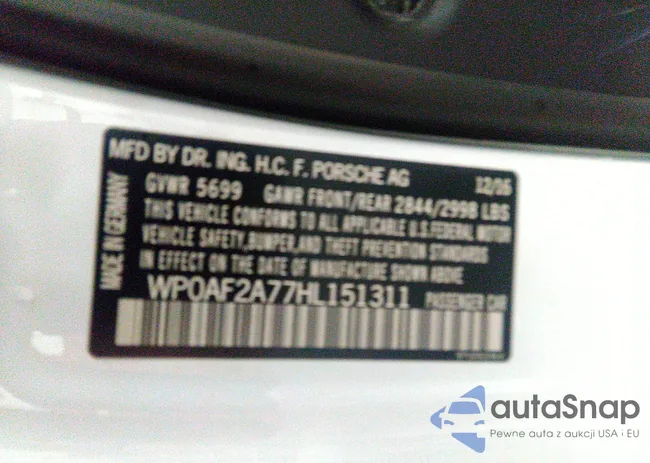 MFD BY DR. ING. H.C. F. PORSCHE AG 12/16
GVWR 5699 GAWR FRONT/REAR 2844/2998 LBS
THIS VEHICLE CONFORMS TO ALL APPLICABLE U.S. FEDERAL MOTOR
VEHICLE SAFETY, BUMPER, AND THEFT PREVENTION STANDARDS
IN EFFECT ON THE DATE OF MANUFACTURE SHOWN ABOVE.
WP0AF2A77HL151311 PASSENGER CAR
MADE IN GERMANY
autaSnap
Pewne auta z aukcji USA i EU